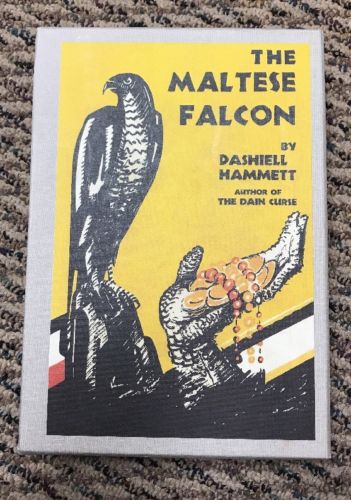 THE
MALTESE
FALCON
BY
DASHIELL
HAMMETT
AUTHOR OF
THE DAIN CURSE